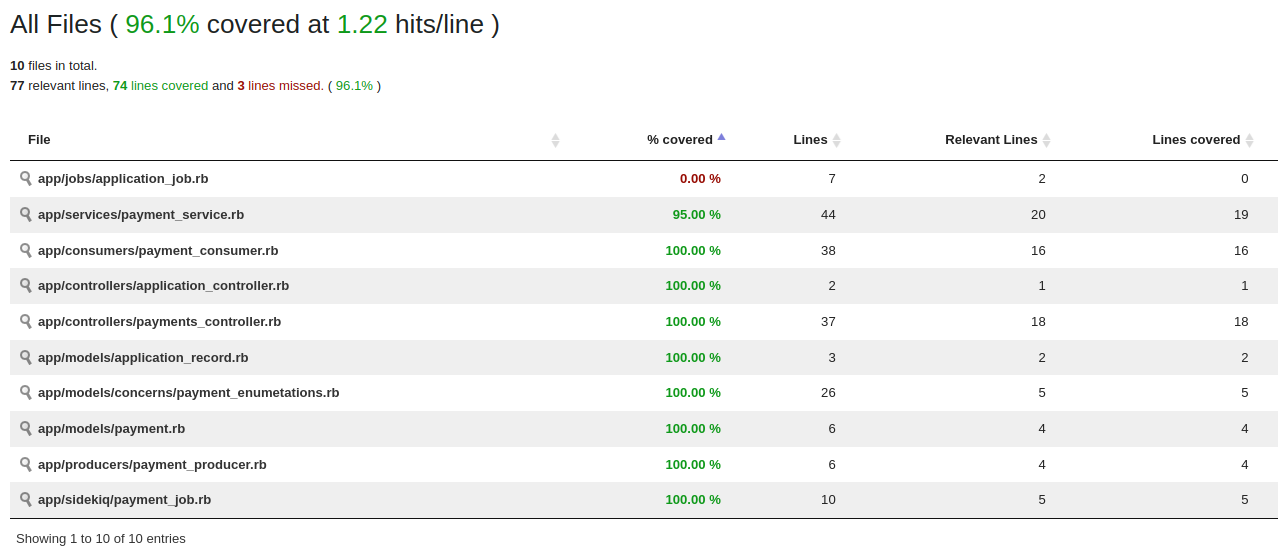 All Files ( 96.1% covered at 1.22 hits/line )
10 files in total.
77 relevant lines, 74 lines covered and 3 lines missed. ( 96.1% )
File % covered Lines Relevant Lines Lines covered
app/jobs/application_job.rb 0.00 % 7 2 0
app/services/payment_service.rb 95.00 % 44 20 19
app/consumers/payment_consumer.rb 100.00 % 38 16 16
app/controllers/application_controller.rb 100.00 % 2 1 1
app/controllers/payments_controller.rb 100.00 % 37 18 18
app/models/application_record.rb 100.00 % 3 2 2
app/models/concerns/payment_enumetations.rb 100.00 % 26 5 5
app/models/payment.rb 100.00 % 6 4 4
app/producers/payment_producer.rb 100.00 % 6 4 4
app/sidekiq/payment_job.rb 100.00 % 10 5 5
Showing 1 to 10 of 10 entries